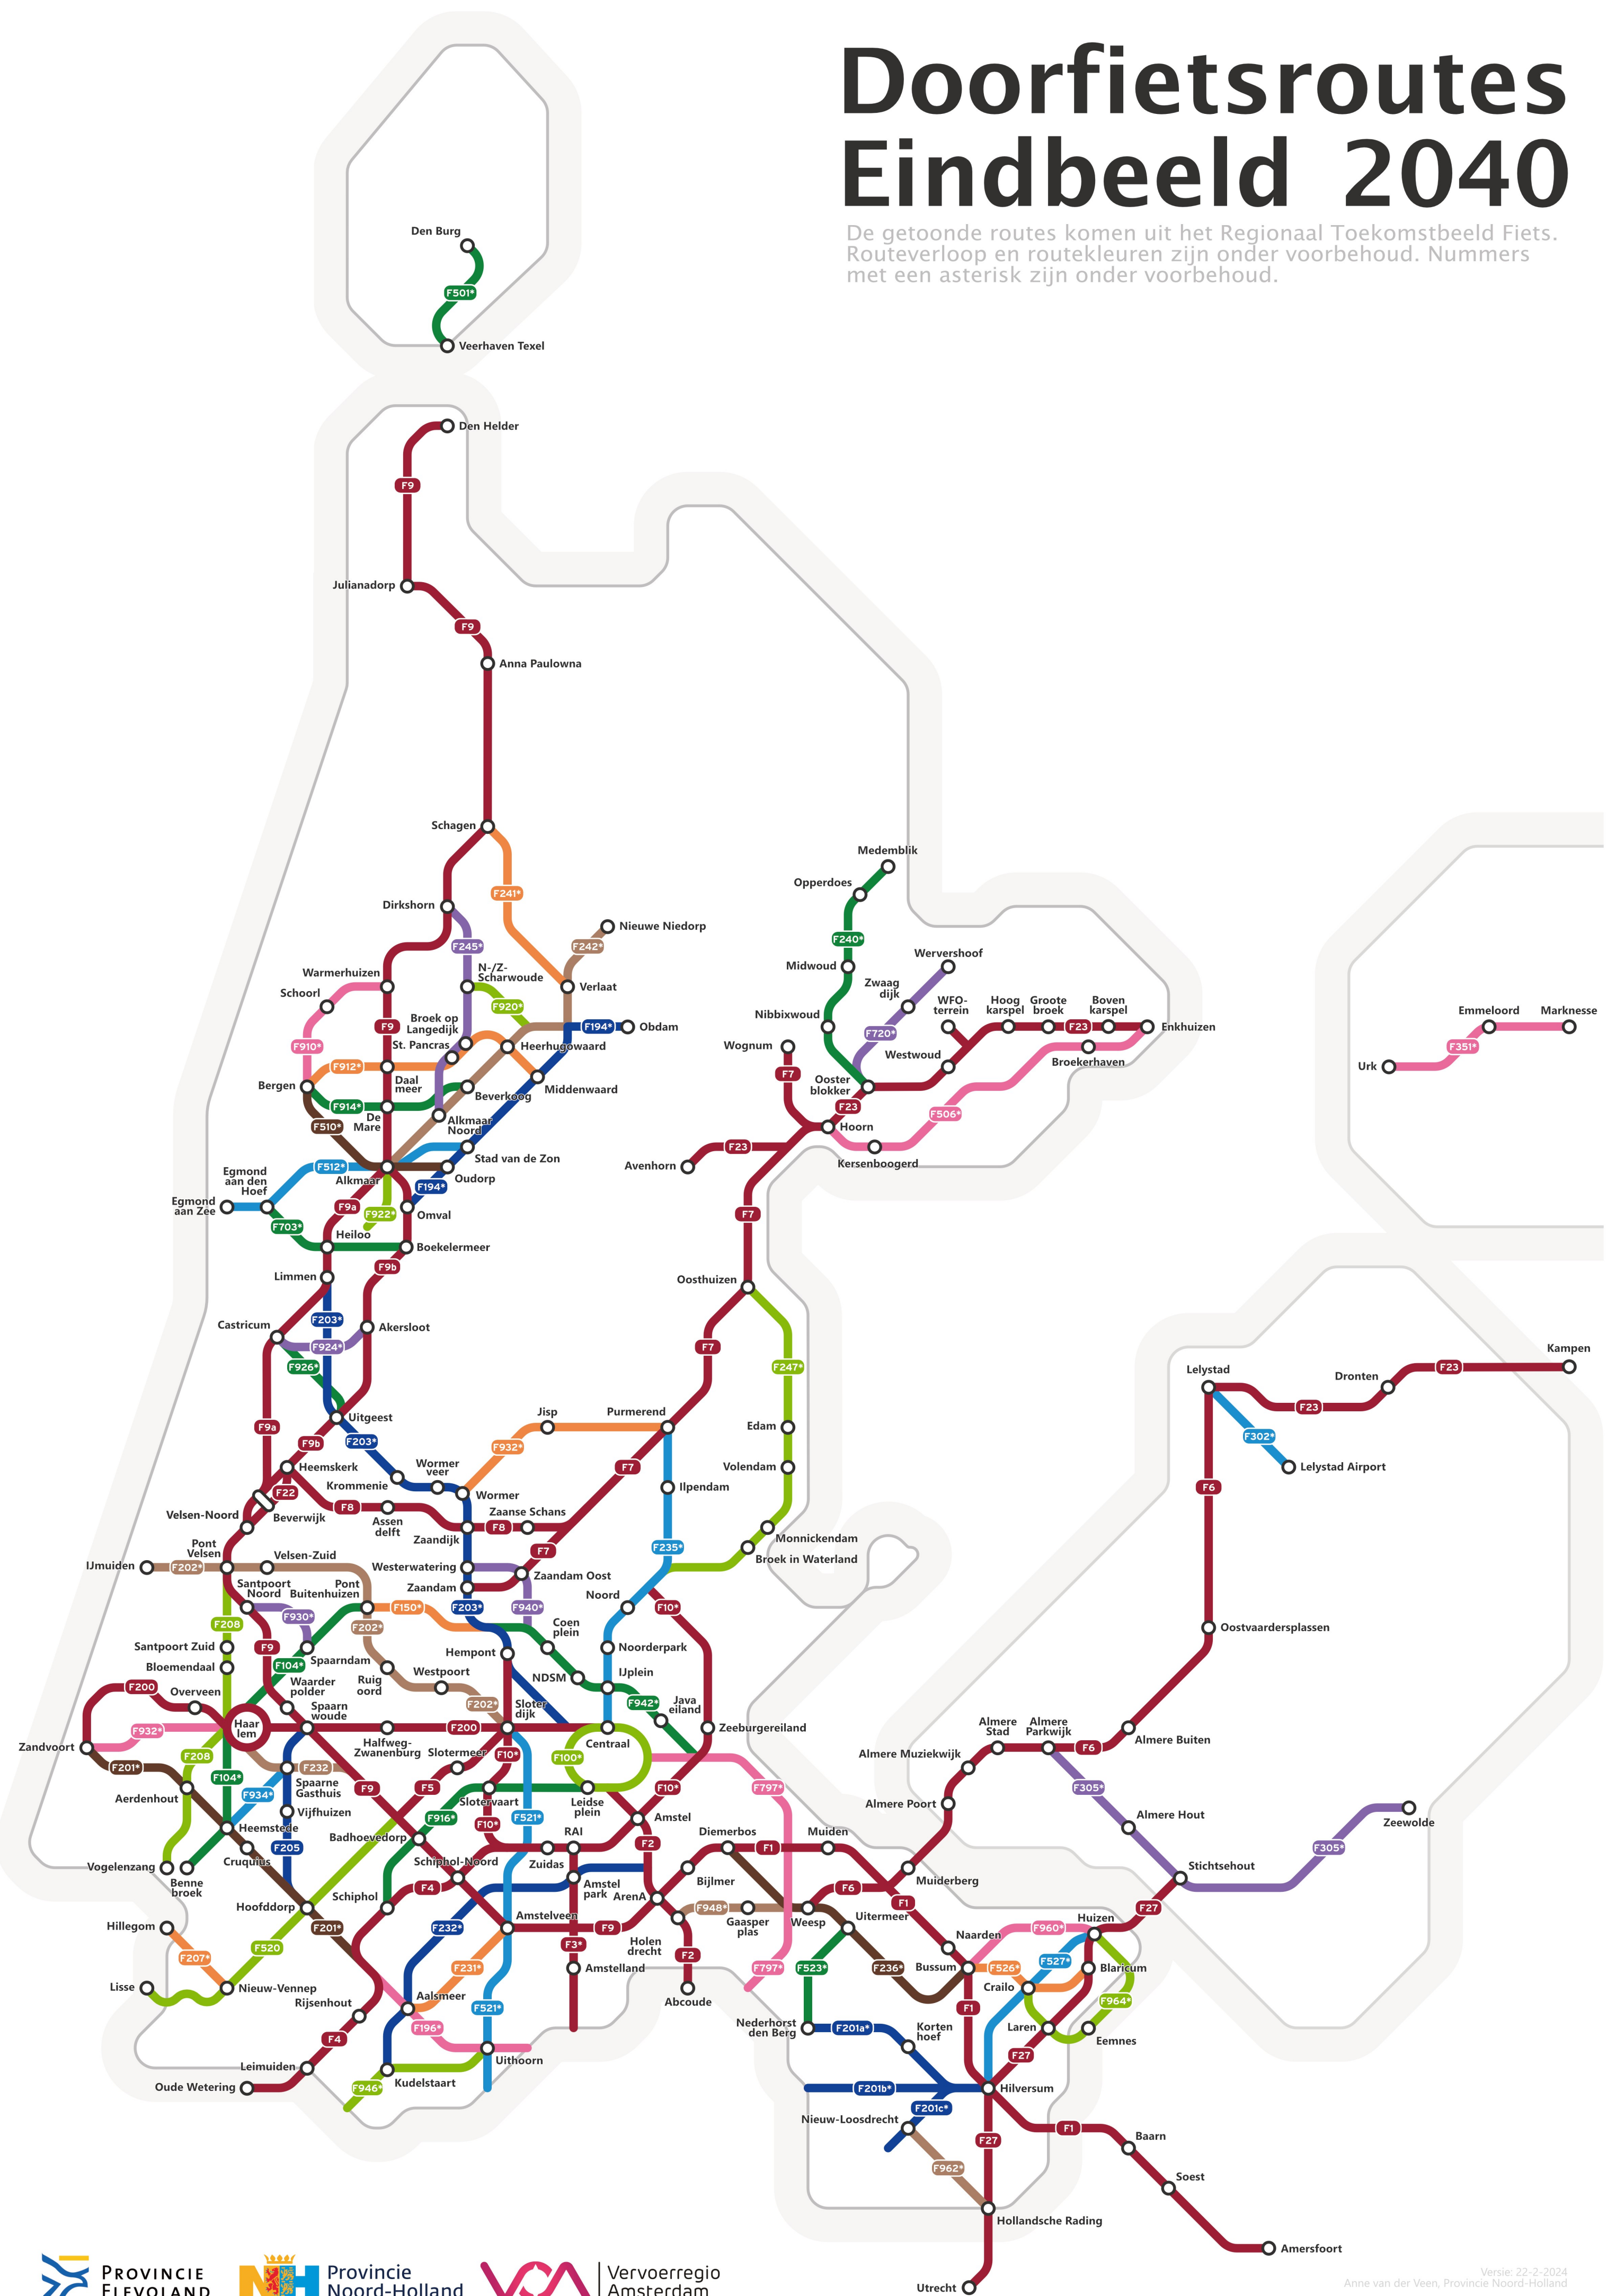 Doorfietsroutes
Eindbeeld 2040
De getoonde routes komen uit het Regionaal Toekomstbeeld Fiets.
Routeverloop en routekleuren zijn onder voorbehoud. Nummers
met een asterisk zijn onder voorbehoud.
Den Burg
F501*
Veerhaven Texel
Den Helder
F9
Julianadorp
F9
Anna Paulowna
Schagen
F241*
Dirkshorn
F245*
Nieuwe Niedorp
F242*
Warmerhuizen
N-/Z-
Scharwoude
Verlaat
Schoorl
F920*
Broek op
Langedijk
F9
F194*
Obdam
F910*
St. Pancras
Heerhugowaard
F912*
Daal
meer
Bergen
Beverkoog
Middenwaard
F914*
De
Mare
F510*
Alkmaar
Noord
Stad van de Zon
Egmond
aan den
Hoef
F512*
Alkmaar
Oudorp
F194*
Egmond
aan Zee
F9a
F922*
Omval
F703*
Heiloo
Boekelermeer
F9b
Limmen
F203*
Castricum
Akersloot
F924*
F926*
Uitgeest
F9a
F9b
F203*
Medemblik
Opperdoes
F240*
Midwoud
Wervershoof
Zwaag
dijk
WFO-
terrein
Hoog
karspel
Groote
broek
F23
Boven
karspel
Enkhuizen
Nibbixwoud
F720*
Wognum
Westwoud
Broekerhaven
F7
Ooster
blokker
F23
F506*
Hoorn
F23
Avenhorn
Kersenboogerd
F7
Oosthuizen
F7
F247*
Emmeloord
Marknesse
F351*
Urk
Kampen
Lelystad
Dronten
F23
F23
F302*
Lelystad Airport
F6
Oostvaardersplassen
Jisp
Purmerend
Edam
F932*
F7
Volendam
Heemskerk
Krommenie
Wormer
veer
Wormer
Ilpendam
F22
F8
Assen
delft
Zaanse Schans
F8
Velsen-Noord
Beverwijk
Zaandijk
Monnickendam
Broek in Waterland
F7
F235*
Pont
Velsen
Velsen-Zuid
IJmuiden
F202*
Westerwatering
Zaandam Oost
Zaandam
Santpoort
Noord
Pont
Buitenhuizen
F150*
F203*
F940*
Noord
F10*
F208
F930*
F202*
Coen
plein
Santpoort Zuid
F9
Spaarndam
Hempont
Noorderpark
Bloemendaal
F104*
Ruig
oord
Westpoort
NDSM
IJplein
F200
Overveen
Waarder
polder
F202*
F942*
Java
eiland
Spaarn
woude
Sloter
dijk
Haar
lem
F932*
F200
Zeeburgereiland
Zandvoort
Halfweg-
Zwanenburg
Centraal
F208
Slotermeer
F10*
F100*
F201*
F232
F104*
F934*
Spaarne
Gasthuis
F9
F5
F10*
F797*
Aerdenhout
Slotervaart
Leidse
plein
Vijfhuizen
F916*
F521*
Amstel
Heemstede
F10*
Badhoevedorp
RAI
F2
Diemerbos
F1
Muiden
Cruquius
F205
Zuidas
Vogelenzang
Benne
broek
Schiphol-Noord
Amstel
park
Bijlmer
F4
ArenA
Muiderberg
F6
Schiphol
F948*
Gaasper
plas
Weesp
F1
Hoofddorp
Amstelveen
F9
Uitermeer
Hillegom
F201*
F232*
Holen
drecht
F3*
F207*
F520
F231*
F2
Naarden
Amstelland
F797*
F523*
F236*
Lisse
Nieuw-Vennep
Abcoude
Rijsenhout
Aalsmeer
F521*
F196*
F4
Uithoorn
Leimuiden
Kudelstaart
Oude Wetering
F946*
Almere
Stad
Almere
Parkwijk
Almere Buiten
F6
Almere Muziekwijk
F305*
Almere Poort
Almere Hout
Zeewolde
F305*
Stichtsehout
F27
Huizen
F960*
F527*
Bussum
F526*
Blaricum
Crailo
F964*
F1
Nederhorst
den Berg
F201a*
Korten
hoef
Laren
Eemnes
F27
F201b*
Hilversum
F201c*
Nieuw-Loosdrecht
F1
Baarn
F27
F962*
Soest
Hollandsche Rading
Amersfoort
Utrecht
PROVINCIE
FLEVOLAND
Provincie
Noord-Holland
Vervoerregio
Amsterdam
Versie: 22-2-2024
Anne van der Veen, Provincie Noord-Holland